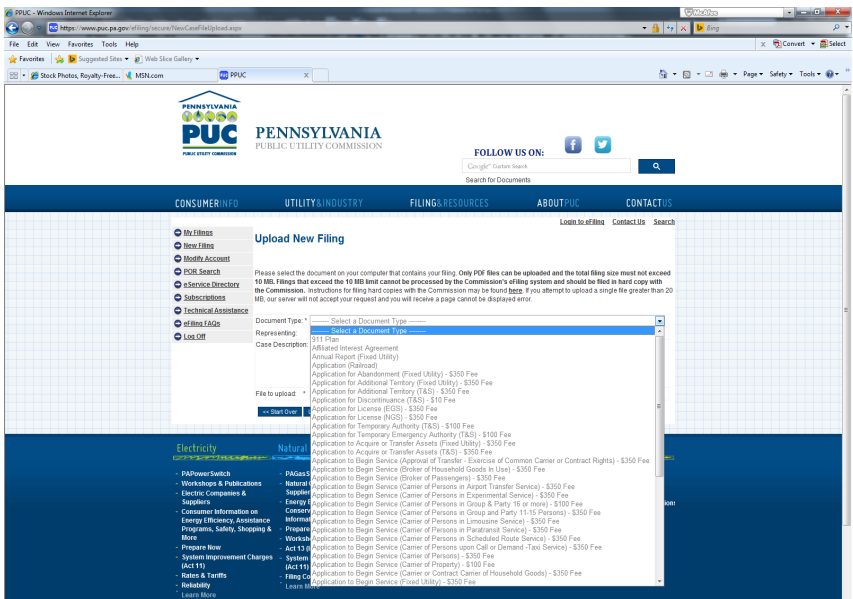 PPUC - Windows Internet Explorer
McAfee
https://www.puc.pa.gov/efiling/secure/NewCaseFileUpload.aspx
Bing
File Edit View Favorites Tools Help
x Convert Select
Favorites Suggested Sites Web Slice Gallery
Stock Photos, Royalty-Free... MSN.com PPUC x
Page Safety Tools
PENNSYLVANIA
PUC
PUBLIC UTILITY COMMISSION
PENNSYLVANIA
PUBLIC UTILITY COMMISSION
FOLLOW US ON:
Google Custom Search
Search for Documents
CONSUMERINFO UTILITY&INDUSTRY FILING&RESOURCES ABOUTPUC CONTACTUS
Login to eFiling Contact Us Search
My Filings
New Filing
Modify Account
POR Search
eService Directory
Subscriptions
Technical Assistance
eFiling FAQs
Log Off
Upload New Filing
Please select the document on your computer that contains your filing. Only PDF files can be uploaded and the total filing size must not exceed
10 MB. Filings that exceed the 10 MB limit cannot be processed by the Commission's eFiling system and should be filed in hard copy with
the Commission. Instructions for filing hard copies with the Commission may be found here. If you attempt to upload a single file greater than 20
MB, our server will not accept your request and you will receive a page cannot be displayed error.
Document Type: * ------- Select a Document Type -------
Representing:
Case Description:
File to upload: *
<< Start Over
------- Select a Document Type -------
911 Plan
Affiliated Interest Agreement
Annual Report (Fixed Utility)
Application (Railroad)
Application for Abandonment (Fixed Utility) - $350 Fee
Application for Additional Territory (Fixed Utility) - $350 Fee
Application for Additional Territory (T&S) - $350 Fee
Application for Discontinuance (T&S) - $10 Fee
Application for License (EGS) - $350 Fee
Application for License (NGS) - $350 Fee
Application for Temporary Authority (T&S) - $100 Fee
Application for Temporary Emergency Authority (T&S) - $100 Fee
Application to Acquire or Transfer Assets (Fixed Utility) - $350 Fee
Application to Acquire or Transfer Assets (T&S) - $350 Fee
Application to Begin Service (Approval of Transfer - Exercise of Common Carrier or Contract Rights) - $350 Fee
Application to Begin Service (Broker of Household Goods In Use) - $350 Fee
Application to Begin Service (Broker of Passengers) - $350 Fee
Application to Begin Service (Carrier of Persons in Airport Transfer Service) - $350 Fee
Application to Begin Service (Carrier of Persons in Experimental Service) - $350 Fee
Application to Begin Service (Carrier of Persons in Group & Party 16 or more) - $100 Fee
Application to Begin Service (Carrier of Persons in Group and Party 11-15 Persons) - $350 Fee
Application to Begin Service (Carrier of Persons in Limousine Service) - $350 Fee
Application to Begin Service (Carrier of Persons in Paratransit Service) - $350 Fee
Application to Begin Service (Carrier of Persons in Scheduled Route Service) - $350 Fee
Application to Begin Service (Carrier of Persons upon Call or Demand -Taxi Service) - $350 Fee
Application to Begin Service (Carrier of Persons) - $350 Fee
Application to Begin Service (Carrier of Property) - $100 Fee
Application to Begin Service (Carrier or Contract Carrier of Household Goods) - $350 Fee
Application to Begin Service (Fixed Utility) - $350 Fee
Electricity
- PAPowerSwitch
- Workshops & Publications
- Electric Companies &
Suppliers
- Consumer Information on
Energy Efficiency, Assistance
Programs, Safety, Shopping &
More
- Prepare Now
- System Improvement Charges
(Act 11)
- Rates & Tariffs
- Reliability
Learn More
Natural
- PAGasS
- Natural
Supplie
- Energy E
Conserv
Informa
- Prepare
- Worksh
- Act 13 (
- System
(Act 11)
- Filing Co
Learn M